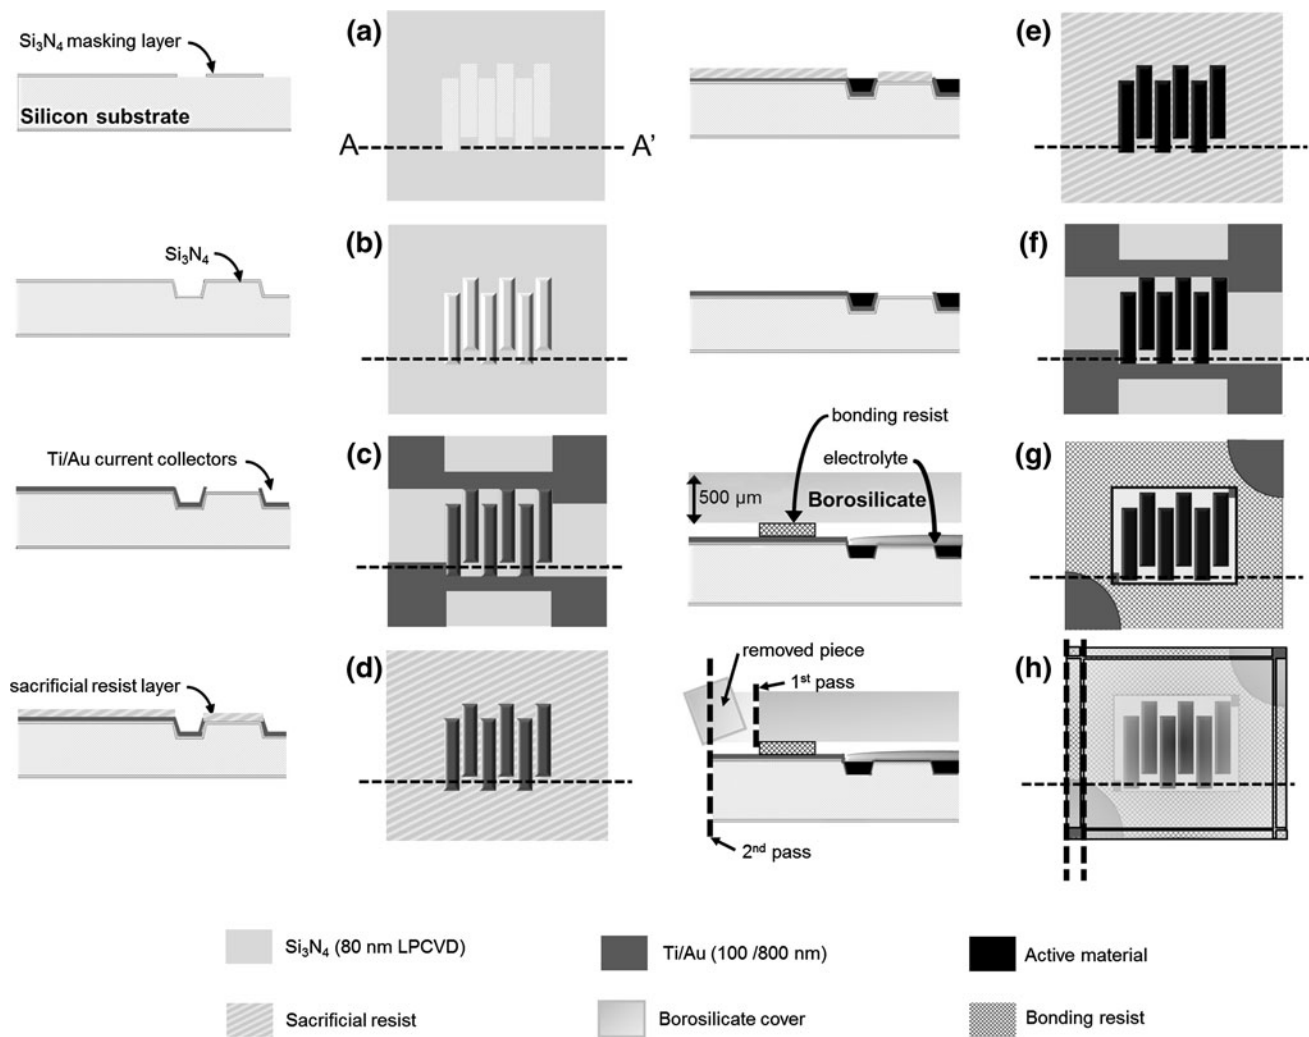 Si₃N₄ masking layer
Silicon substrate
(a)
A
A'
(b)
Si₃N₄
(c)
Ti/Au current collectors
(d)
sacrificial resist layer
(e)
(f)
(g)
bonding resist
electrolyte
500 µm
Borosilicate
(h)
removed piece
1st pass
2nd pass
Si₃N₄ (80 nm LPCVD)
Ti/Au (100 /800 nm)
Active material
Sacrificial resist
Borosilicate cover
Bonding resist